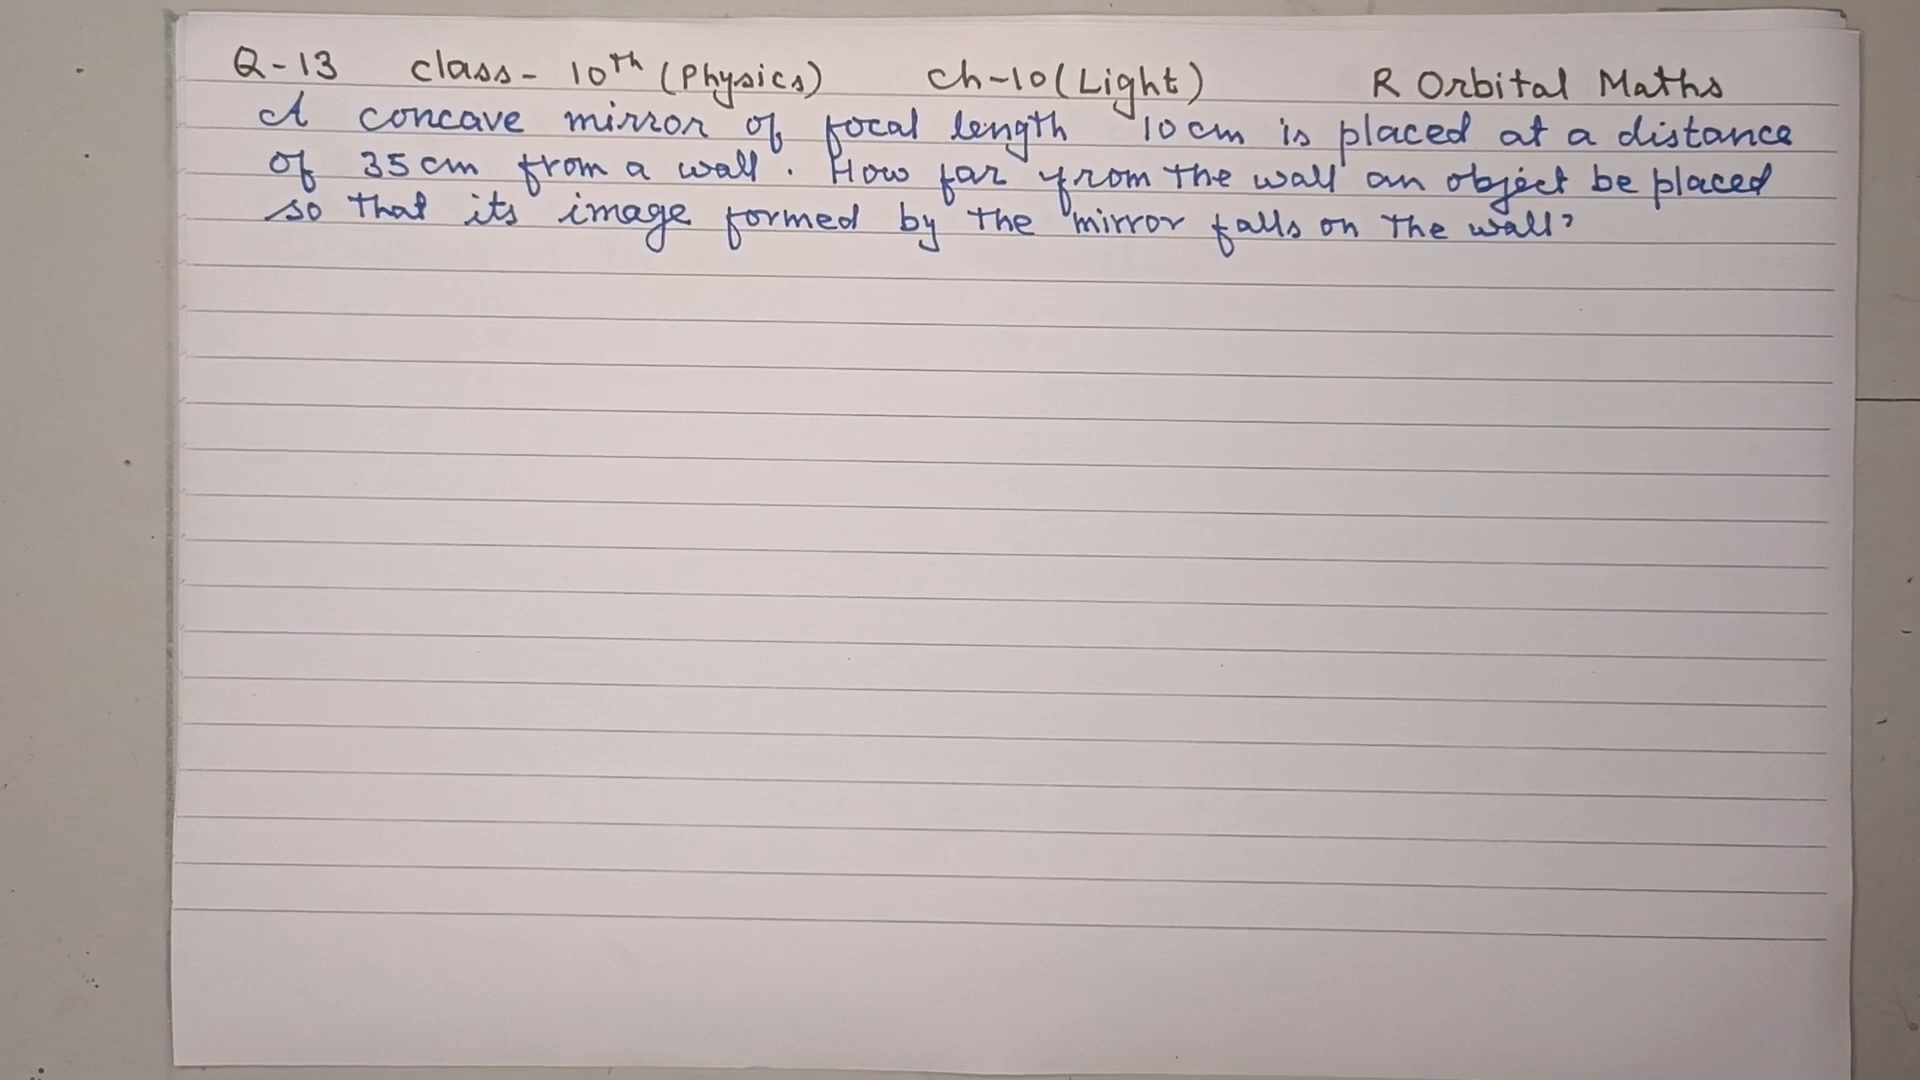 Q-13 class- 10th (Physics) Ch-10 (Light) R Orbital Maths
A concave mirror of focal length 10 cm is placed at a distance
of 35 cm from a wall. How far from the wall an object be placed
so that its image formed by the mirror falls on the wall?